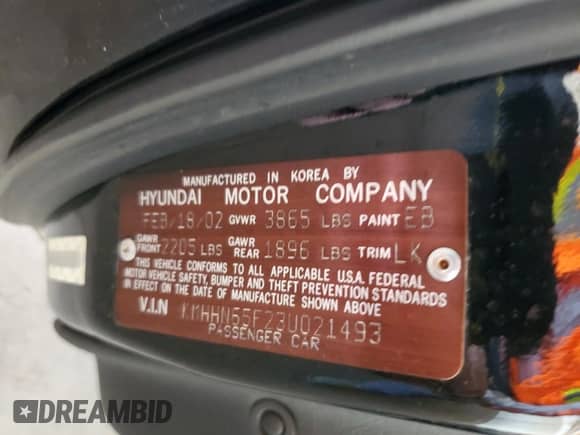 MANUFACTURED IN KOREA BY
HYUNDAI MOTOR COMPANY
FEB/18/02 GVWR 3865 LBS PAINT EB
GAWR FRONT 2205 LBS GAWR REAR 1896 LBS TRIM LK
THIS VEHICLE CONFORMS TO ALL APPLICABLE U.S.A. FEDERAL
MOTOR VEHICLE SAFETY, BUMPER AND THEFT PREVENTION STANDARDS
IN EFFECT ON THE DATE OF MANUFACTURE SHOWN ABOVE
V.I.N KMHHN65F23U021493
PASSENGER CAR
DREAMBID